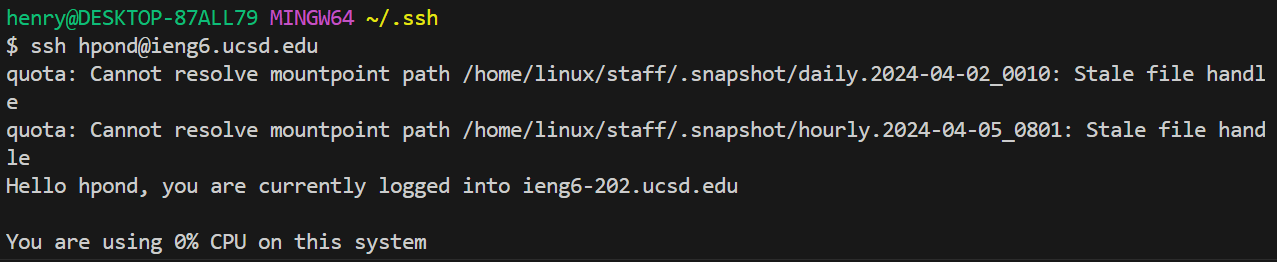 henry@DESKTOP-87ALL79 MINGW64 ~/.ssh
$ ssh hpond@ieng6.ucsd.edu
quota: Cannot resolve mountpoint path /home/linux/staff/.snapshot/daily.2024-04-02_0010: Stale file handl
e
quota: Cannot resolve mountpoint path /home/linux/staff/.snapshot/hourly.2024-04-05_0801: Stale file hand
le
Hello hpond, you are currently logged into ieng6-202.ucsd.edu
You are using 0% CPU on this system